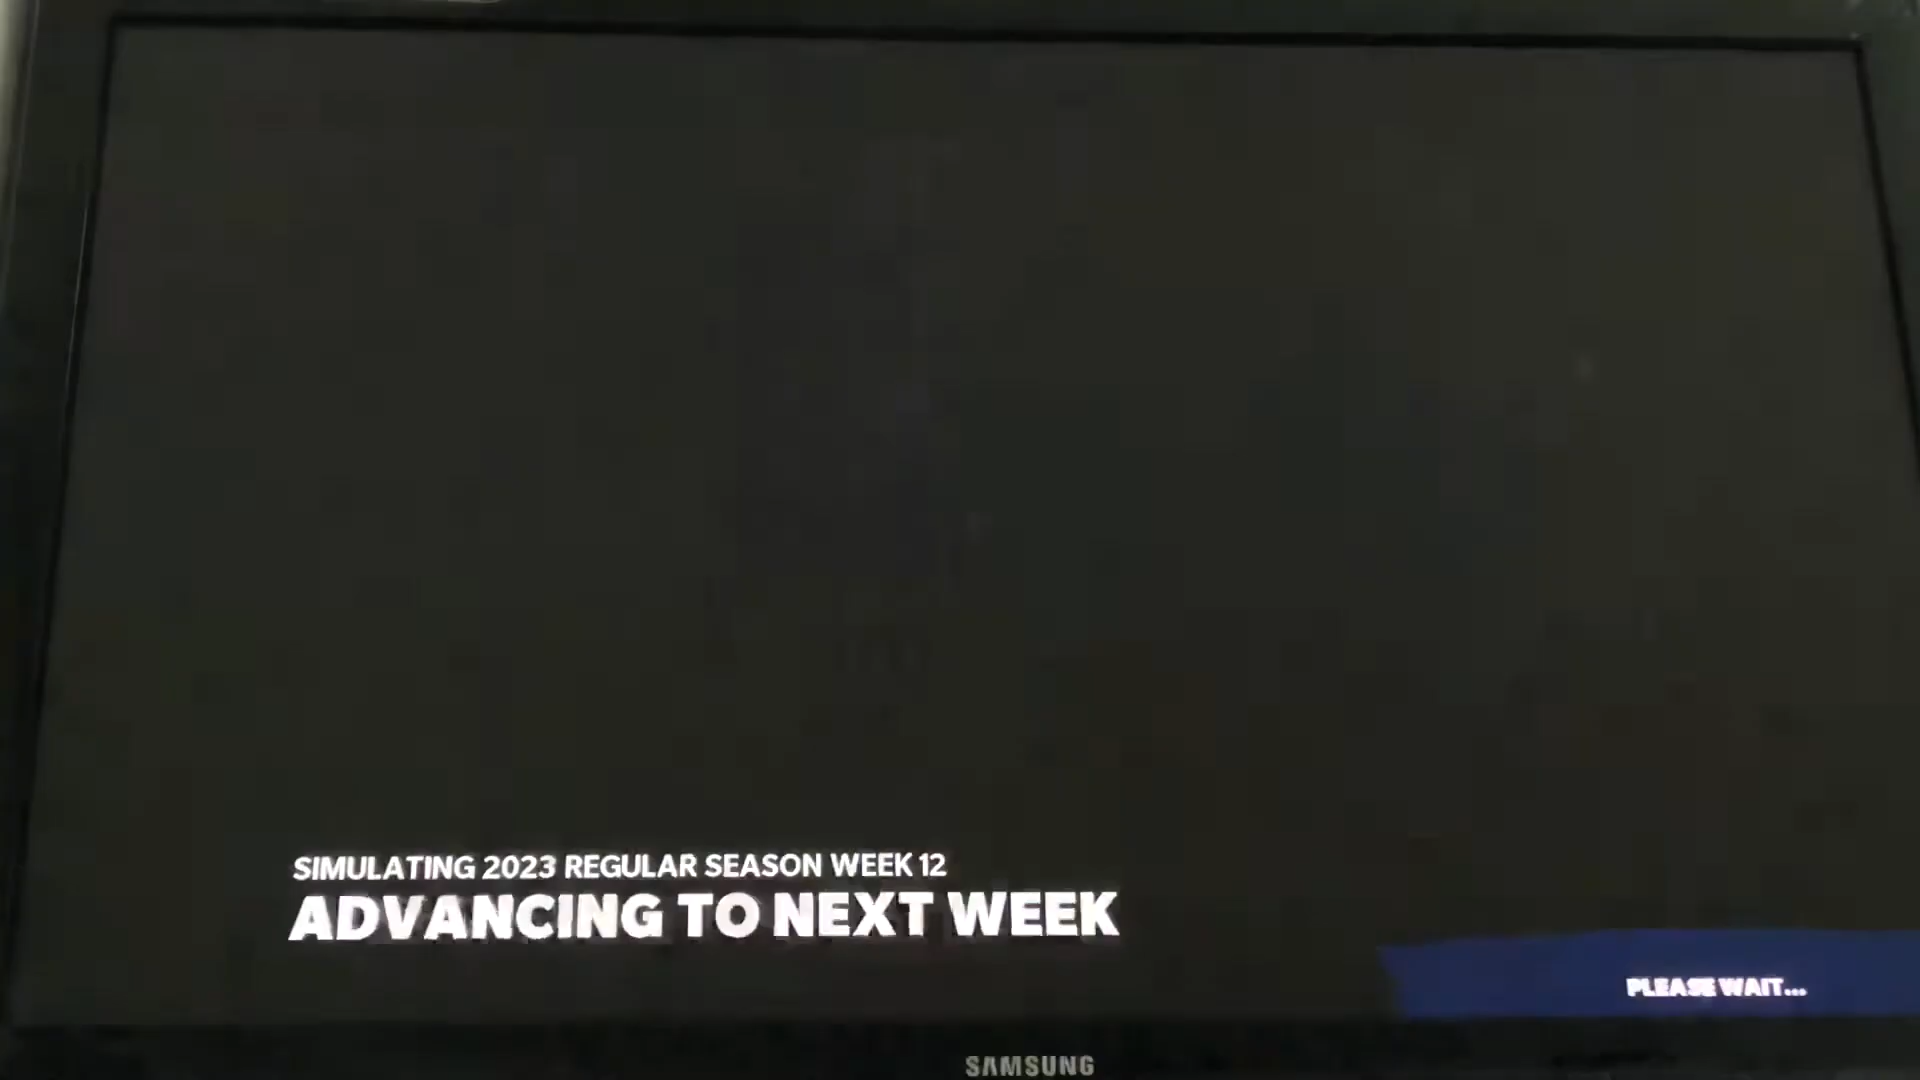 SIMULATING 2023 REGULAR SEASON WEEK 12
ADVANCING TO NEXT WEEK
PLEASE WAIT...
SAMSUNG